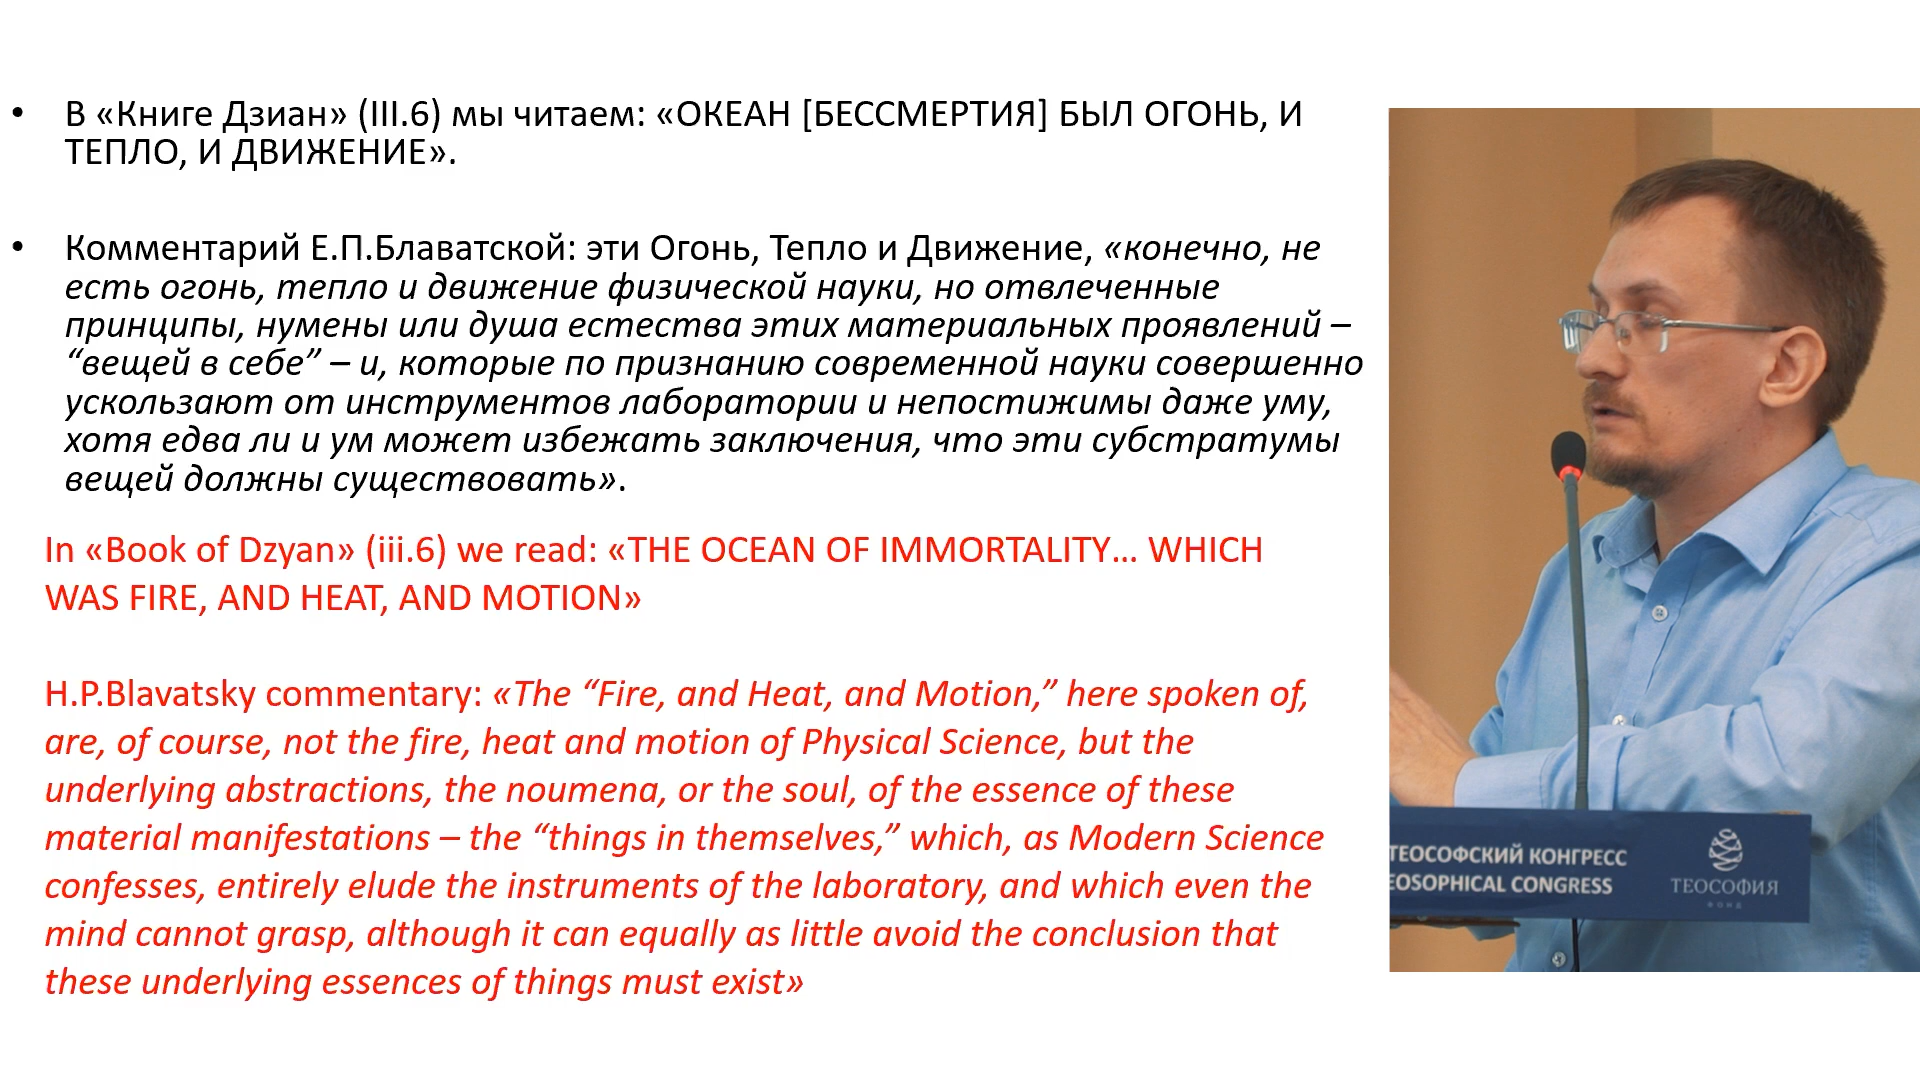 • В «Книге Дзиан» (III.6) мы читаем: «ОКЕАН [БЕССМЕРТИЯ] БЫЛ ОГОНЬ, И
ТЕПЛО, И ДВИЖЕНИЕ».
• Комментарий Е.П.Блаватской: эти Огонь, Тепло и Движение, «конечно, не
есть огонь, тепло и движение физической науки, но отвлеченные
принципы, нумены или душа естества этих материальных проявлений –
“вещей в себе” – и, которые по признанию современной науки совершенно
ускользают от инструментов лаборатории и непостижимы даже уму,
хотя едва ли и ум может избежать заключения, что эти субстратумы
вещей должны существовать».
In «Book of Dzyan» (iii.6) we read: «THE OCEAN OF IMMORTALITY… WHICH
WAS FIRE, AND HEAT, AND MOTION»
H.P.Blavatsky commentary: «The “Fire, and Heat, and Motion,” here spoken of,
are, of course, not the fire, heat and motion of Physical Science, but the
underlying abstractions, the noumena, or the soul, of the essence of these
material manifestations – the “things in themselves,” which, as Modern Science
confesses, entirely elude the instruments of the laboratory, and which even the
mind cannot grasp, although it can equally as little avoid the conclusion that
these underlying essences of things must exist»
ТЕОСОФСКИЙ КОНГРЕСС
EOSOPHICAL CONGRESS
ТЕОСОФИЯ
ФОНД